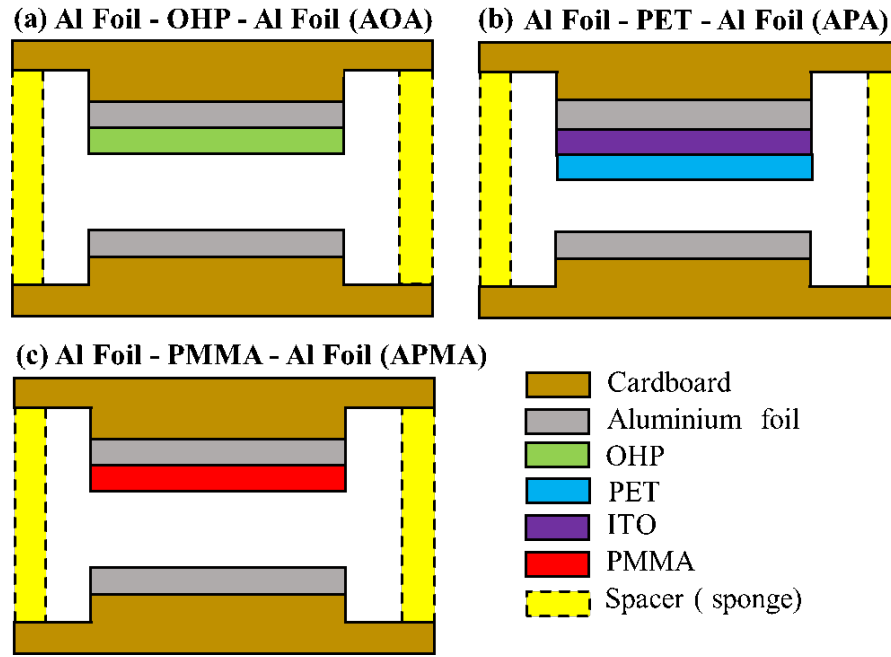 (a) Al Foil - OHP - Al Foil (AOA)
(b) Al Foil - PET - Al Foil (APA)
(c) Al Foil - PMMA - Al Foil (APMA)
Cardboard
Aluminium foil
OHP
PET
ITO
PMMA
Spacer ( sponge)